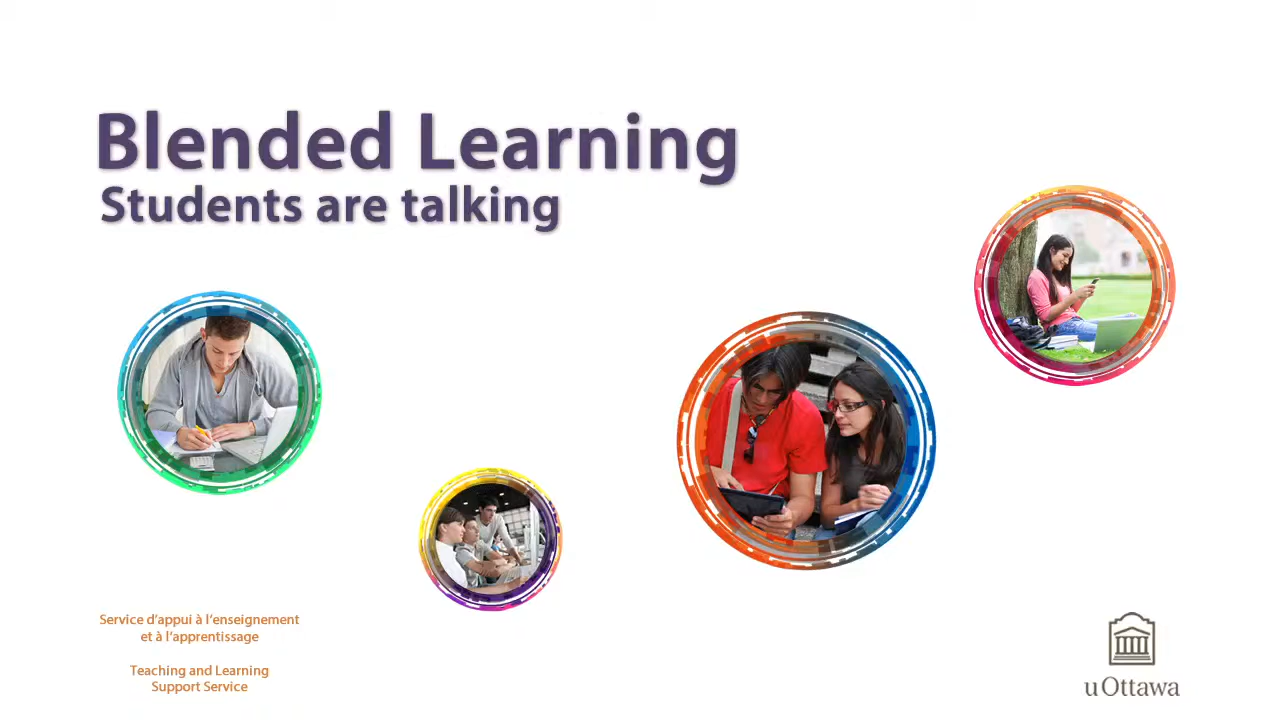 Blended Learning
Students are talking
Service d'appui à l'enseignement
et à l'apprentissage
Teaching and Learning
Support Service
uOttawa